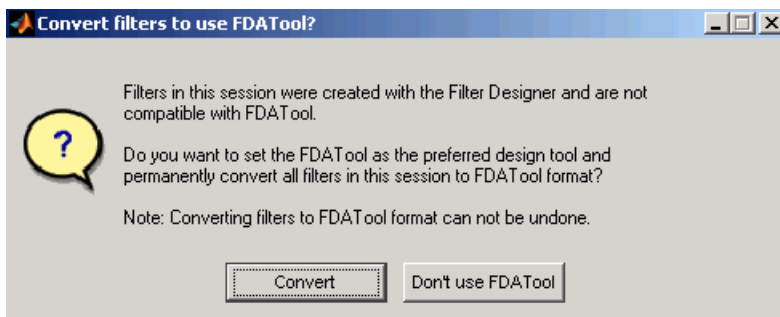 Convert filters to use FDATool?
Filters in this session were created with the Filter Designer and are not
compatible with FDATool.
Do you want to set the FDATool as the preferred design tool and
permanently convert all filters in this session to FDATool format?
Note: Converting filters to FDATool format can not be undone.
Convert
Don't use FDATool